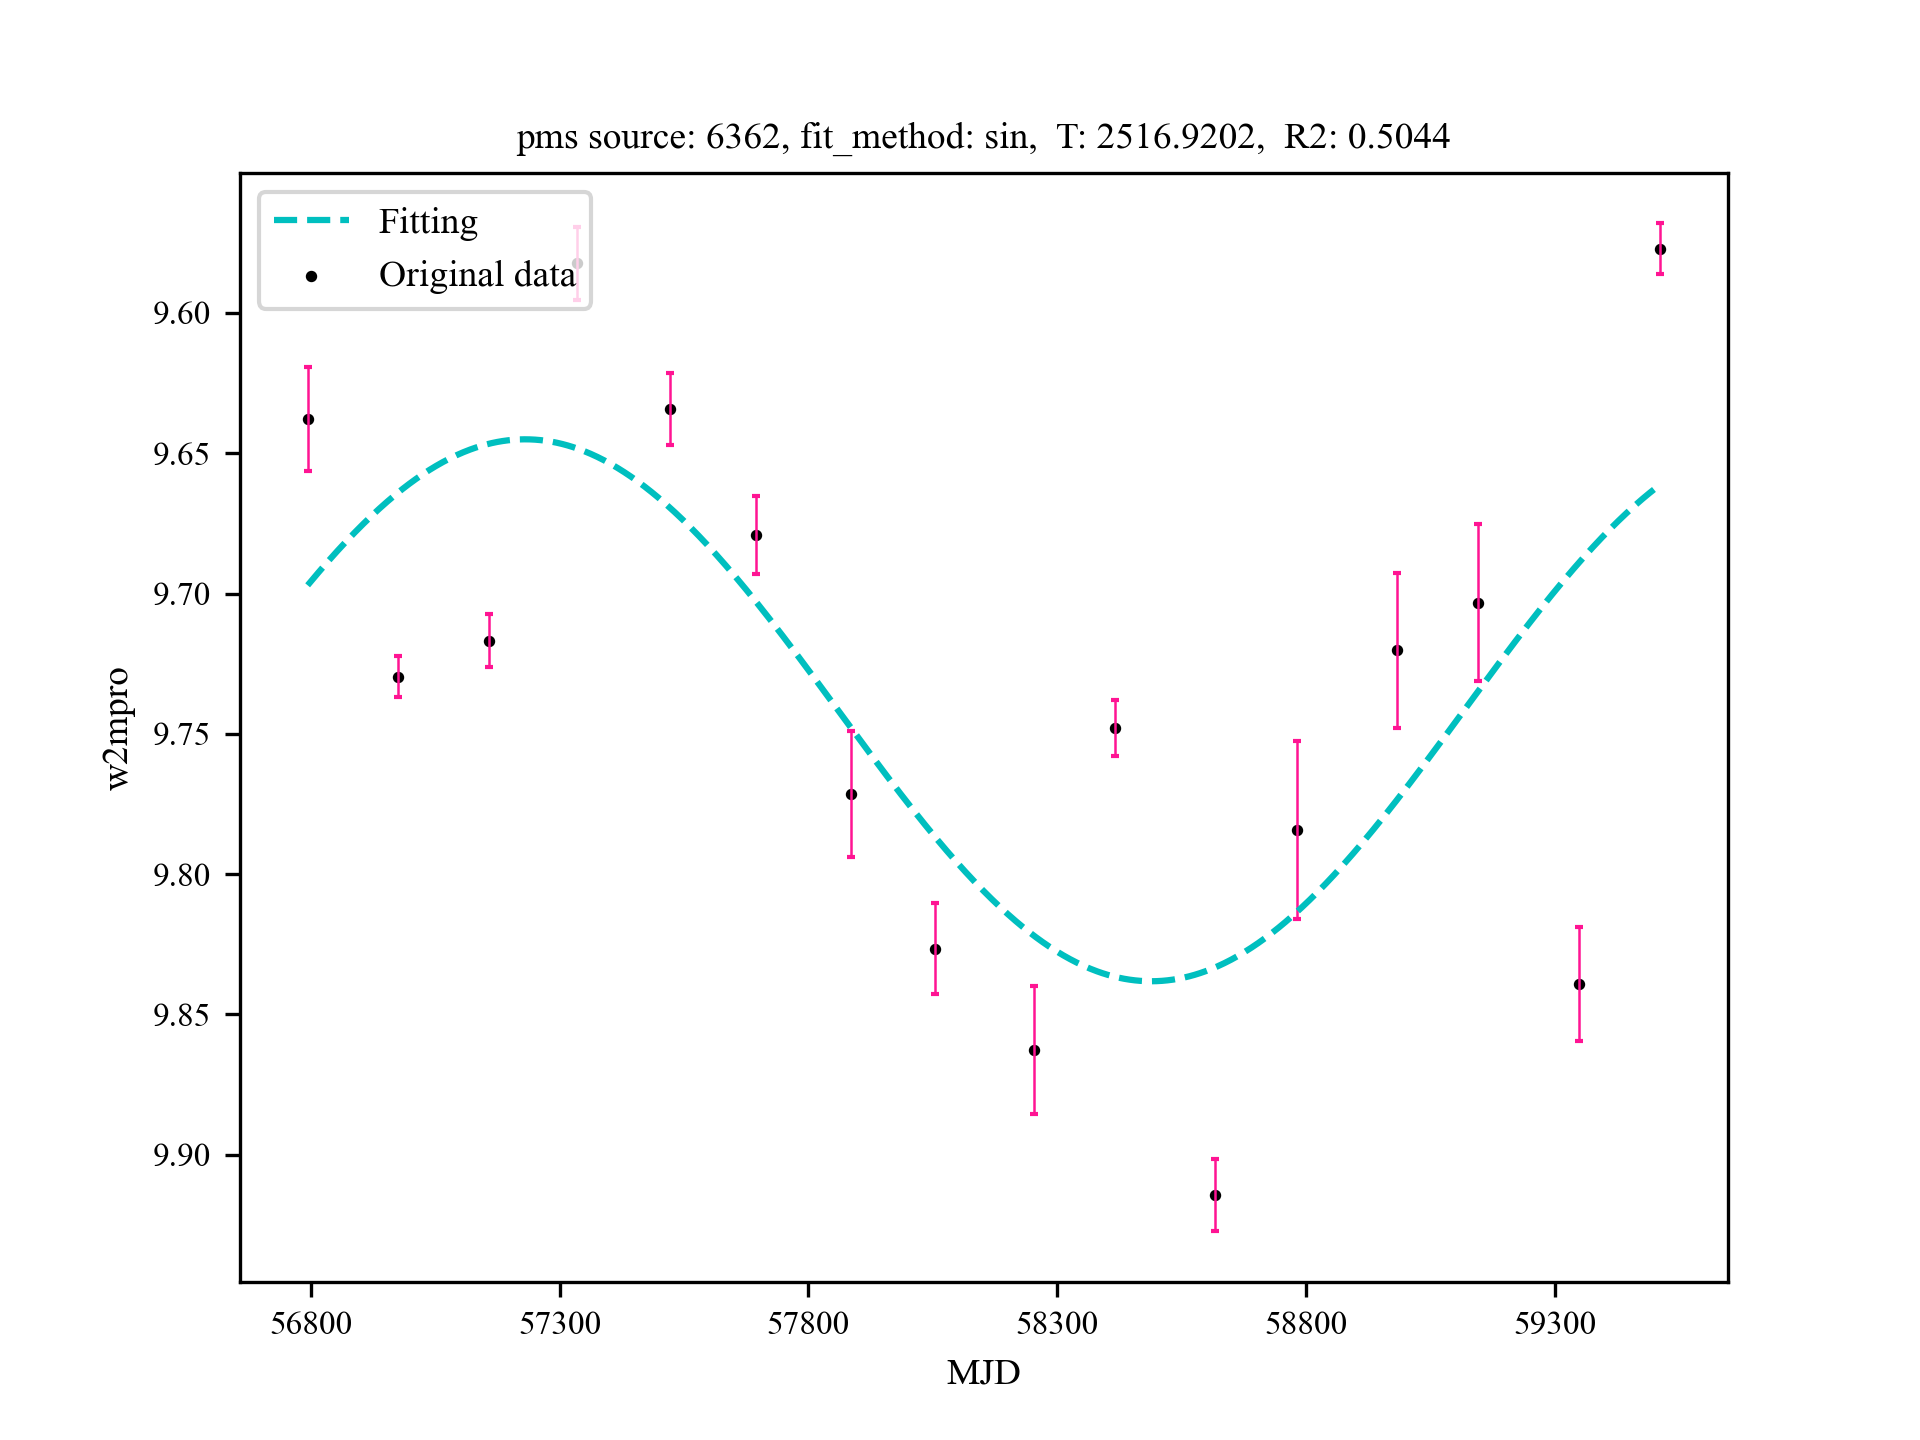 pms source: 6362, fit_method: sin,  T: 2516.9202,  R2: 0.5044
Fitting
Original data
9.60
9.65
9.70
9.75
9.80
9.85
9.90
w2mpro
56800 57300 57800 58300 58800 59300
MJD